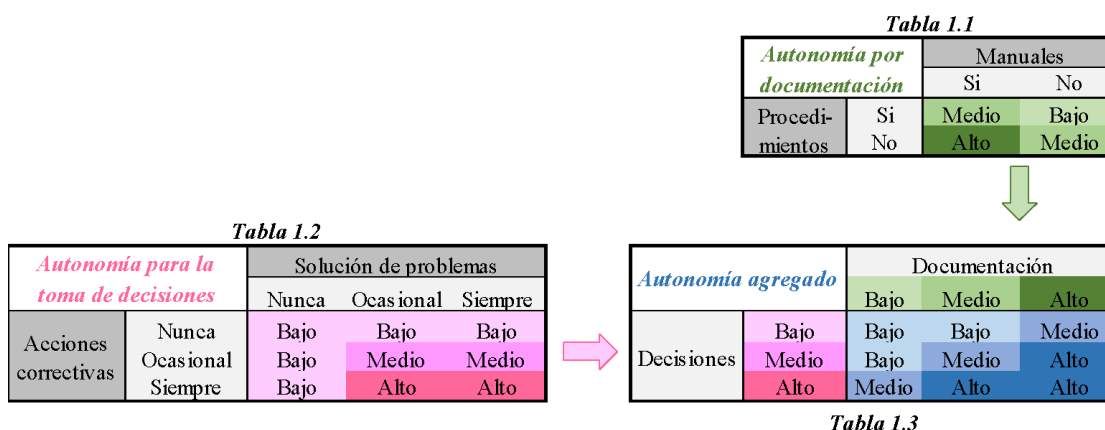 Tabla 1.1
Autonomía por documentación Manuales
Si No
Procedi-mientos Si Medio Bajo
No Alto Medio
Tabla 1.2
Autonomía para la toma de decisiones Solución de problemas
Nunca Ocasional Siempre
Acciones correctivas Nunca Bajo Bajo Bajo
Ocasional Bajo Medio Medio
Siempre Bajo Alto Alto
Autonomía agregado Documentación
Bajo Medio Alto
Decisiones Bajo Bajo Bajo Medio
Medio Bajo Medio Alto
Alto Medio Alto Alto
Tabla 1.3